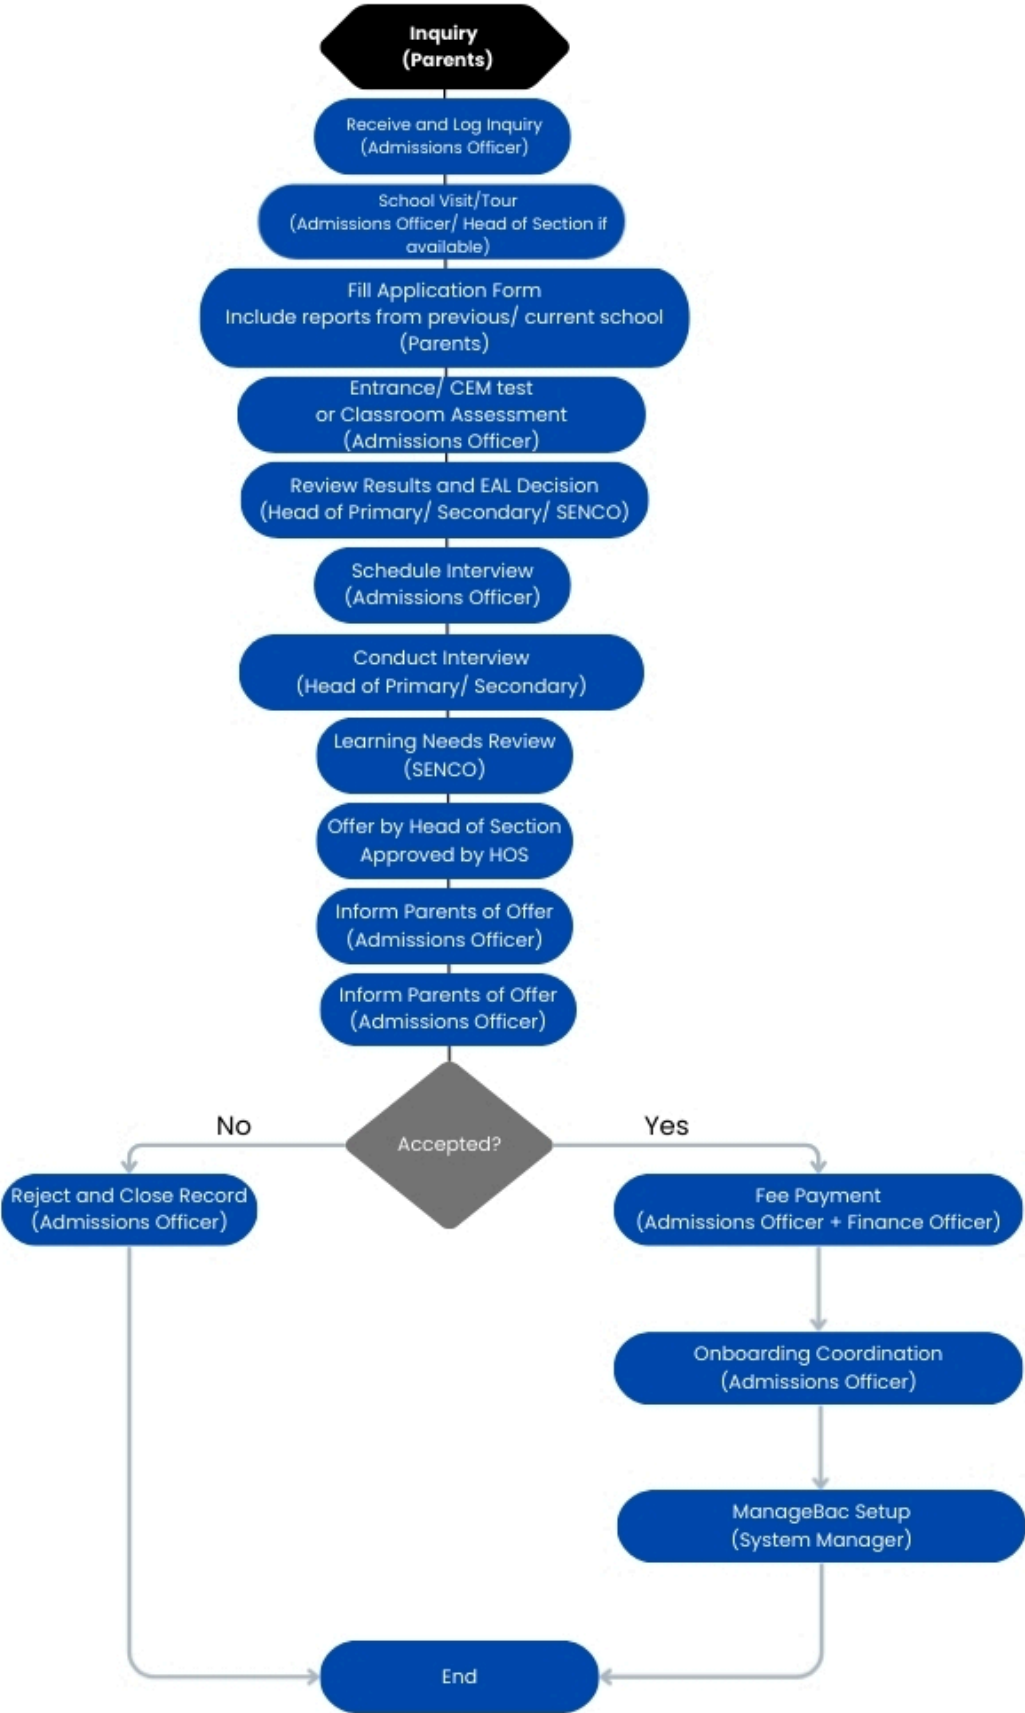 Inquiry
(Parents)
Receive and Log Inquiry
(Admissions Officer)
School Visit/Tour
(Admissions Officer/ Head of Section if
available)
Fill Application Form
Include reports from previous/ current school
(Parents)
Entrance/ CEM test
or Classroom Assessment
(Admissions Officer)
Review Results and EAL Decision
(Head of Primary/ Secondary/ SENCO)
Schedule Interview
(Admissions Officer)
Conduct Interview
(Head of Primary/ Secondary)
Learning Needs Review
(SENCO)
Offer by Head of Section
Approved by HOS
Inform Parents of Offer
(Admissions Officer)
Inform Parents of Offer
(Admissions Officer)
Accepted?
No
Yes
Reject and Close Record
(Admissions Officer)
Fee Payment
(Admissions Officer + Finance Officer)
Onboarding Coordination
(Admissions Officer)
ManageBac Setup
(System Manager)
End